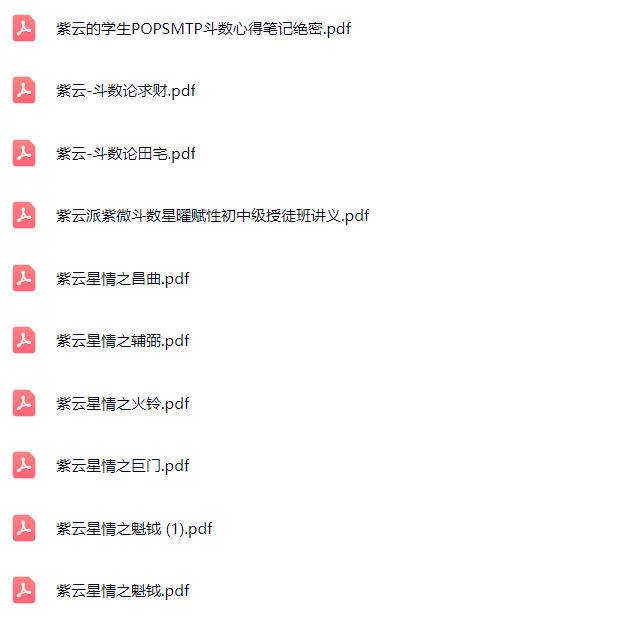 紫云的学生POPSMTP斗数心得笔记绝密.pdf
紫云-斗数论求财.pdf
紫云-斗数论田宅.pdf
紫云派紫微斗数星曜赋性初中级授徒班讲义.pdf
紫云星情之昌曲.pdf
紫云星情之辅弼.pdf
紫云星情之火铃.pdf
紫云星情之巨门.pdf
紫云星情之魁钺 (1).pdf
紫云星情之魁钺.pdf